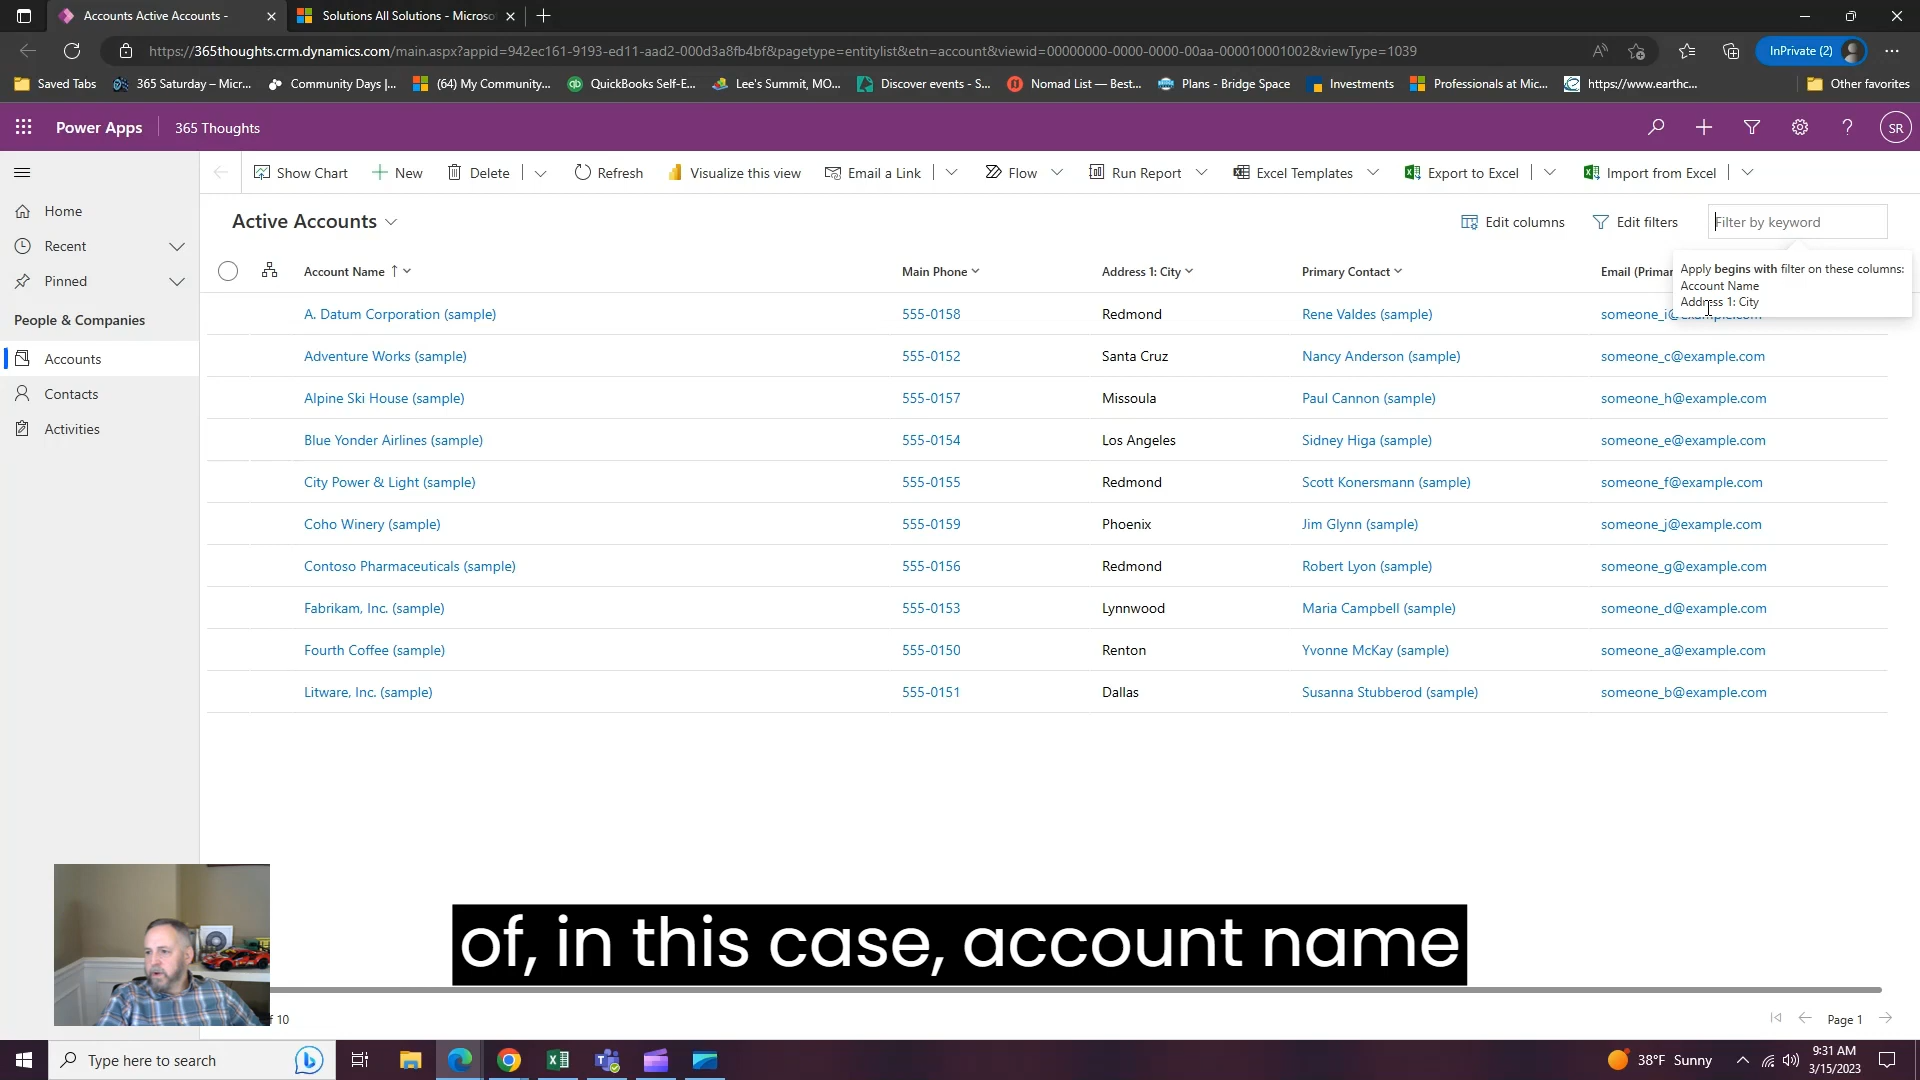 Accounts Active Accounts -
Solutions All Solutions - Microso
https://365thoughts.crm.dynamics.com/main.aspx?appid=942ec161-9193-ed11-aad2-000d3a8fb4bf&pagetype=entitylist&etn=account&viewid=00000000-0000-0000-00aa-000010001002&viewType=1039
InPrivate (2)
Saved Tabs
365 Saturday – Micr...
Community Days |...
(64) My Community...
QuickBooks Self-E...
Lee's Summit, MO...
Discover events - S...
Nomad List — Best...
Plans - Bridge Space
Investments
Professionals at Mic...
https://www.earthc...
Other favorites
Power Apps
365 Thoughts
SR
Show Chart
New
Delete
Refresh
Visualize this view
Email a Link
Flow
Run Report
Excel Templates
Export to Excel
Import from Excel
Home
Recent
Pinned
People & Companies
Accounts
Contacts
Activities
Active Accounts
Edit columns
Edit filters
Filter by keyword
Apply begins with filter on these columns:
Account Name
Address 1: City
Account Name Main Phone Address 1: City Primary Contact Email (Primar
A. Datum Corporation (sample) 555-0158 Redmond Rene Valdes (sample) someone_i@example.com
Adventure Works (sample) 555-0152 Santa Cruz Nancy Anderson (sample) someone_c@example.com
Alpine Ski House (sample) 555-0157 Missoula Paul Cannon (sample) someone_h@example.com
Blue Yonder Airlines (sample) 555-0154 Los Angeles Sidney Higa (sample) someone_e@example.com
City Power & Light (sample) 555-0155 Redmond Scott Konersmann (sample) someone_f@example.com
Coho Winery (sample) 555-0159 Phoenix Jim Glynn (sample) someone_j@example.com
Contoso Pharmaceuticals (sample) 555-0156 Redmond Robert Lyon (sample) someone_g@example.com
Fabrikam, Inc. (sample) 555-0153 Lynnwood Maria Campbell (sample) someone_d@example.com
Fourth Coffee (sample) 555-0150 Renton Yvonne McKay (sample) someone_a@example.com
Litware, Inc. (sample) 555-0151 Dallas Susanna Stubberod (sample) someone_b@example.com
of, in this case, account name
f 10
Page 1
Type here to search
38°F Sunny
9:31 AM
3/15/2023